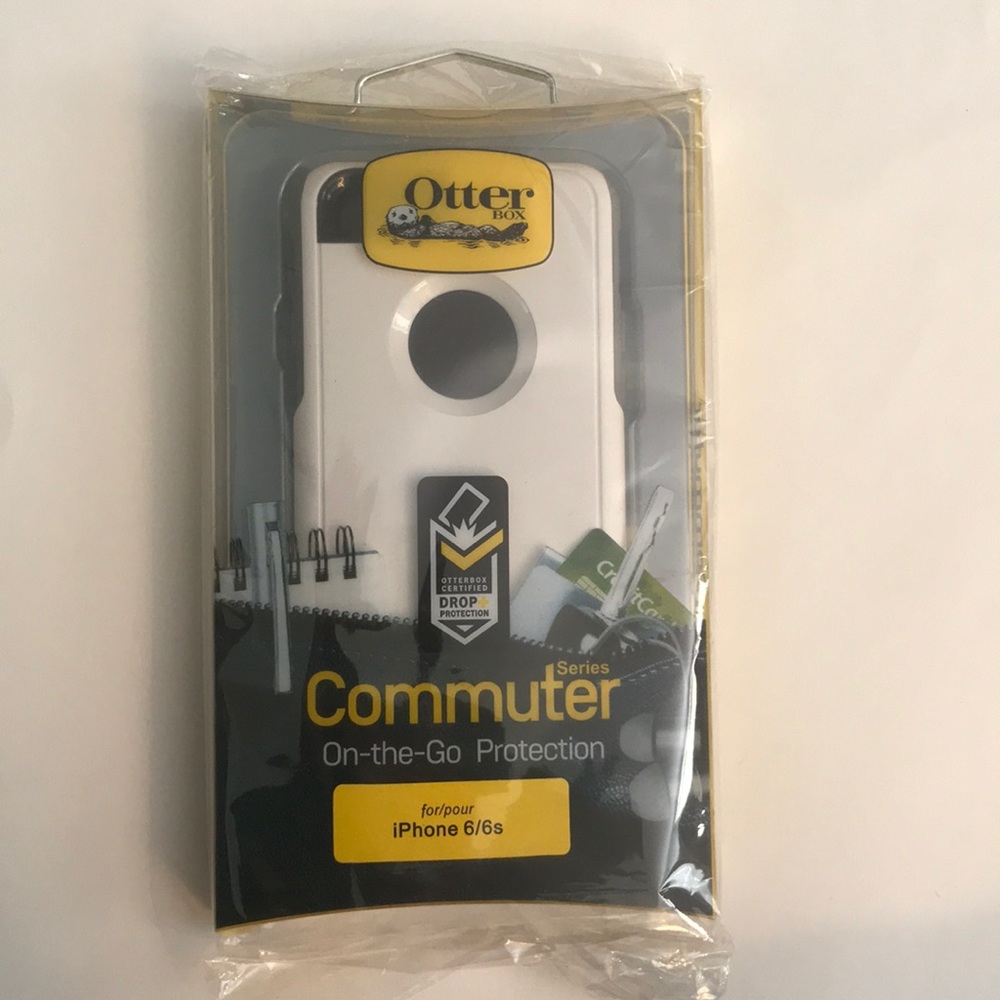 Otter
BOX
OTTERBOX
CERTIFIED
DROP+
PROTECTION
Series
Commuter
On-the-Go Protection
for/pour
iPhone 6/6s